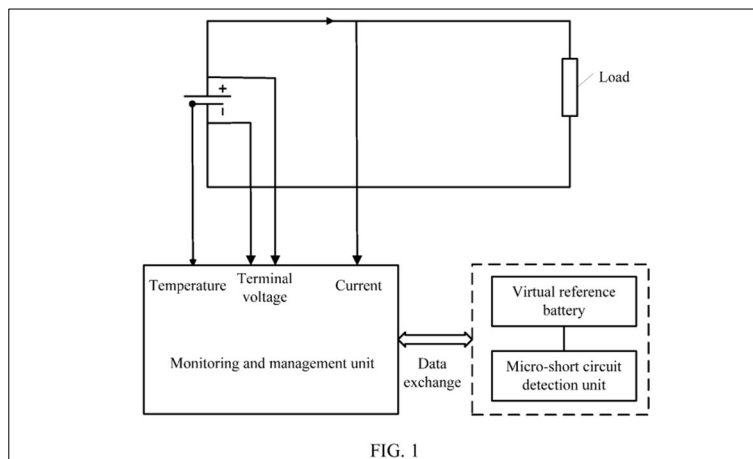 +
−
Load
Temperature
Terminal
voltage
Current
Monitoring and management unit
Data
exchange
Virtual reference
battery
Micro-short circuit
detection unit
FIG. 1